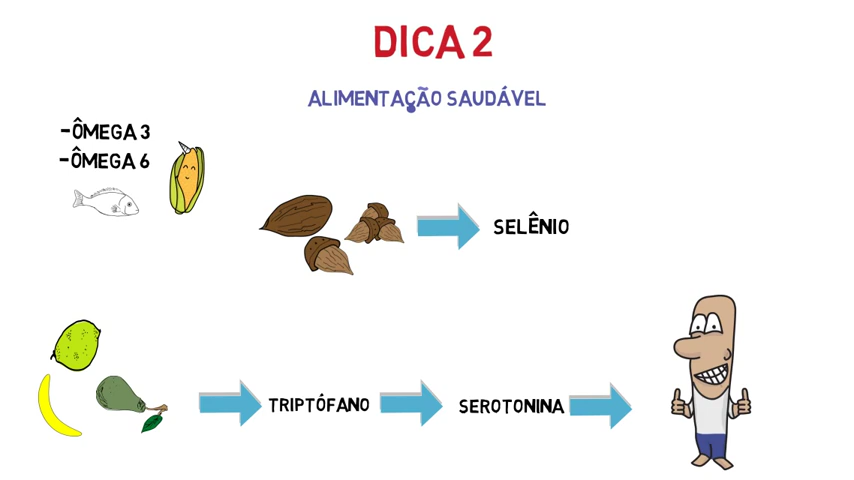 DICA 2
ALIMENTAÇÃO SAUDÁVEL
-ÔMEGA 3
-ÔMEGA 6
SELÊNIO
TRIPTÓFANO
SEROTONINA